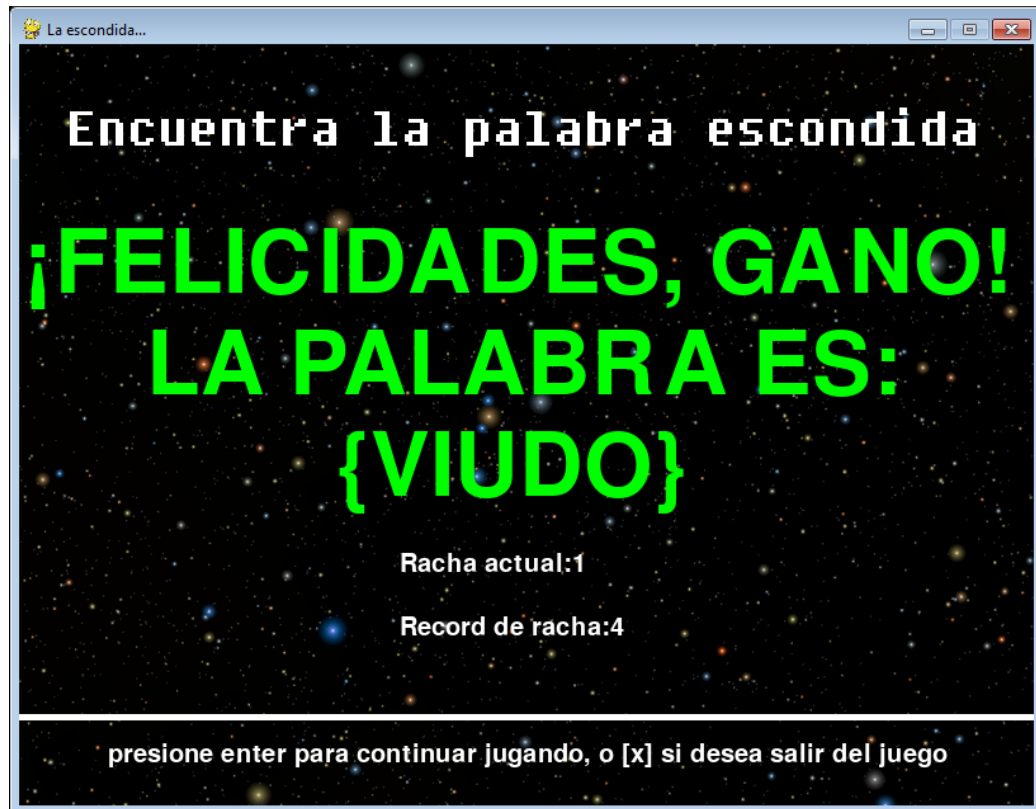 La escondida...
Encuentra la palabra escondida
¡FELICIDADES, GANO!
LA PALABRA ES:
{VIUDO}
Racha actual:1
Record de racha:4
presione enter para continuar jugando, o [x] si desea salir del juego